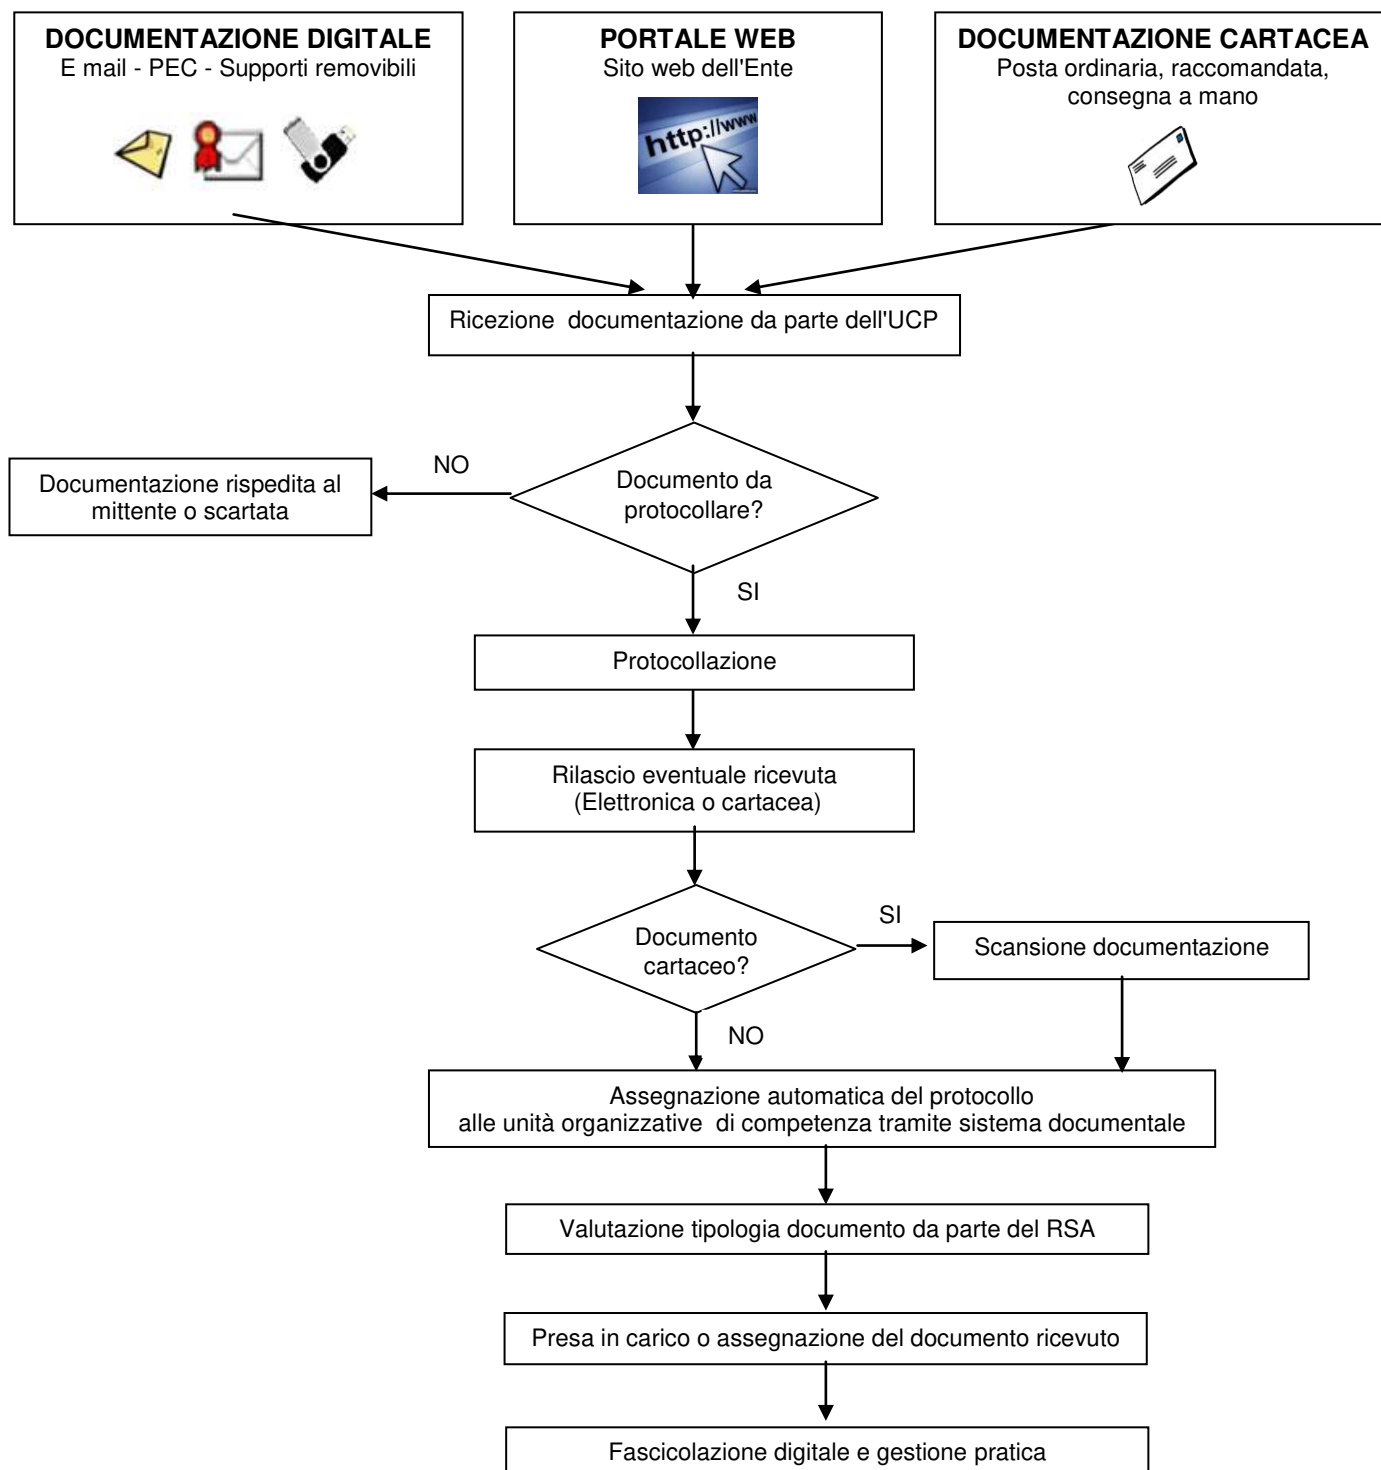 DOCUMENTAZIONE DIGITALE
E mail - PEC - Supporti removibili
PORTALE WEB
Sito web dell'Ente
http://www
DOCUMENTAZIONE CARTACEA
Posta ordinaria, raccomandata,
consegna a mano
Ricezione documentazione da parte dell'UCP
Documento da
protocollare?
NO
Documentazione rispedita al
mittente o scartata
SI
Protocollazione
Rilascio eventuale ricevuta
(Elettronica o cartacea)
Documento
cartaceo?
SI
Scansione documentazione
NO
Assegnazione automatica del protocollo
alle unità organizzative di competenza tramite sistema documentale
Valutazione tipologia documento da parte del RSA
Presa in carico o assegnazione del documento ricevuto
Fascicolazione digitale e gestione pratica